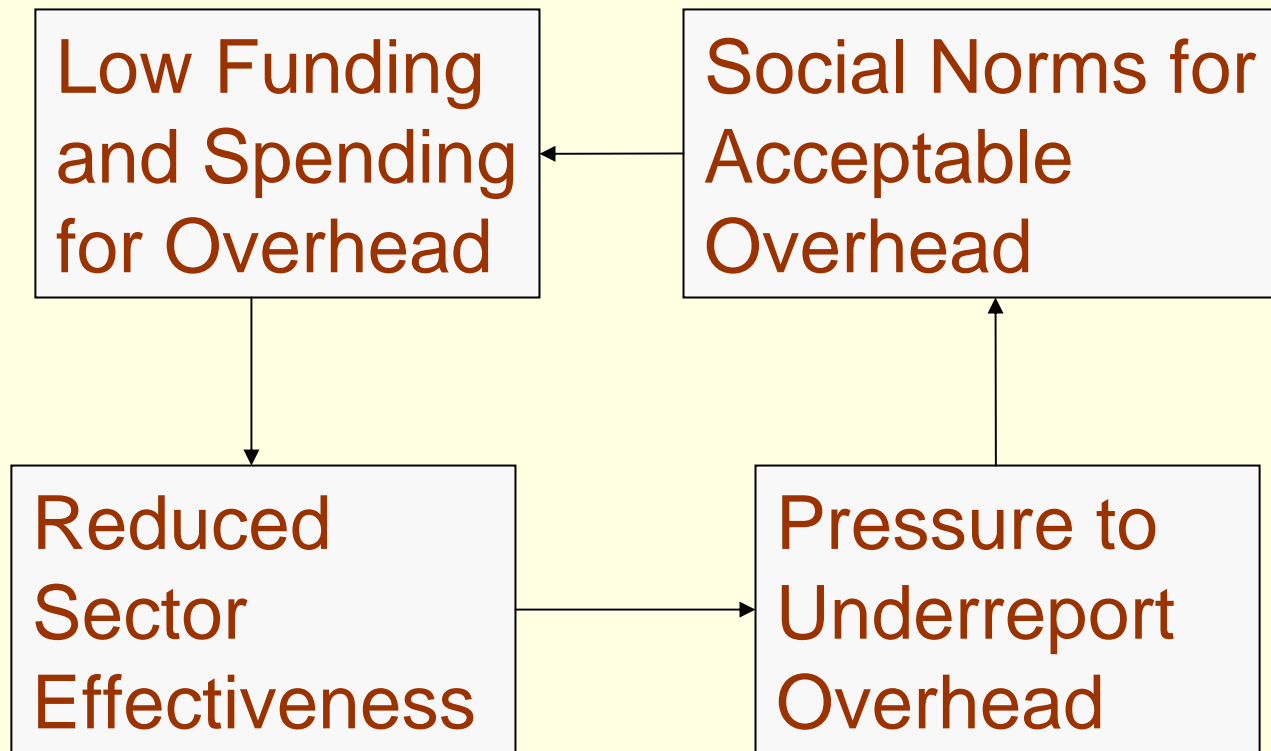 Low Funding
and Spending
for Overhead
Social Norms for
Acceptable
Overhead
Reduced
Sector
Effectiveness
Pressure to
Underreport
Overhead